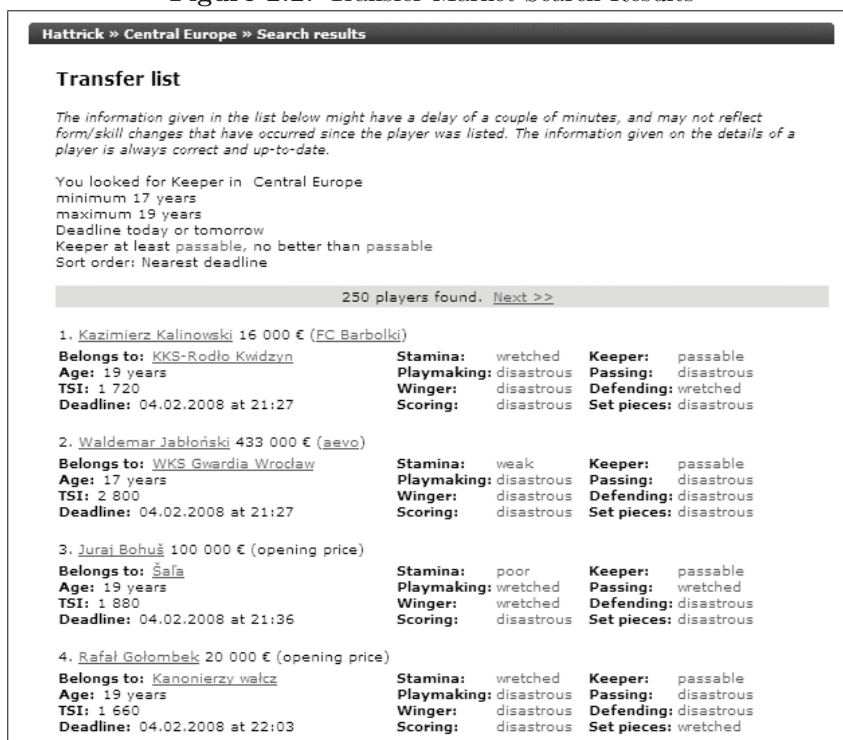 Figure 2.2: Transfer Market Search Results
Hattrick » Central Europe » Search results
Transfer list
The information given in the list below might have a delay of a couple of minutes, and may not reflect
form/skill changes that have occurred since the player was listed. The information given on the details of a
player is always correct and up-to-date.
You looked for Keeper in Central Europe
minimum 17 years
maximum 19 years
Deadline today or tomorrow
Keeper at least passable, no better than passable
Sort order: Nearest deadline
250 players found. Next >>
1. Kazimierz Kalinowski 16 000 € (FC Barbolki)
Belongs to: KKS-Rodło Kwidzyn Stamina: wretched Keeper: passable
Age: 19 years Playmaking: disastrous Passing: disastrous
TSI: 1 720 Winger: disastrous Defending: wretched
Deadline: 04.02.2008 at 21:27 Scoring: disastrous Set pieces: disastrous
2. Waldemar Jabłoński 433 000 € (aevo)
Belongs to: WKS Gwardia Wrocław Stamina: weak Keeper: passable
Age: 17 years Playmaking: disastrous Passing: disastrous
TSI: 2 800 Winger: disastrous Defending: disastrous
Deadline: 04.02.2008 at 21:27 Scoring: disastrous Set pieces: disastrous
3. Juraj Bohuš 100 000 € (opening price)
Belongs to: Šaľa Stamina: poor Keeper: passable
Age: 19 years Playmaking: wretched Passing: wretched
TSI: 1 880 Winger: wretched Defending: disastrous
Deadline: 04.02.2008 at 21:36 Scoring: disastrous Set pieces: disastrous
4. Rafał Gołombek 20 000 € (opening price)
Belongs to: Kanonierzy wałcz Stamina: wretched Keeper: passable
Age: 19 years Playmaking: disastrous Passing: disastrous
TSI: 1 660 Winger: disastrous Defending: disastrous
Deadline: 04.02.2008 at 22:03 Scoring: disastrous Set pieces: wretched